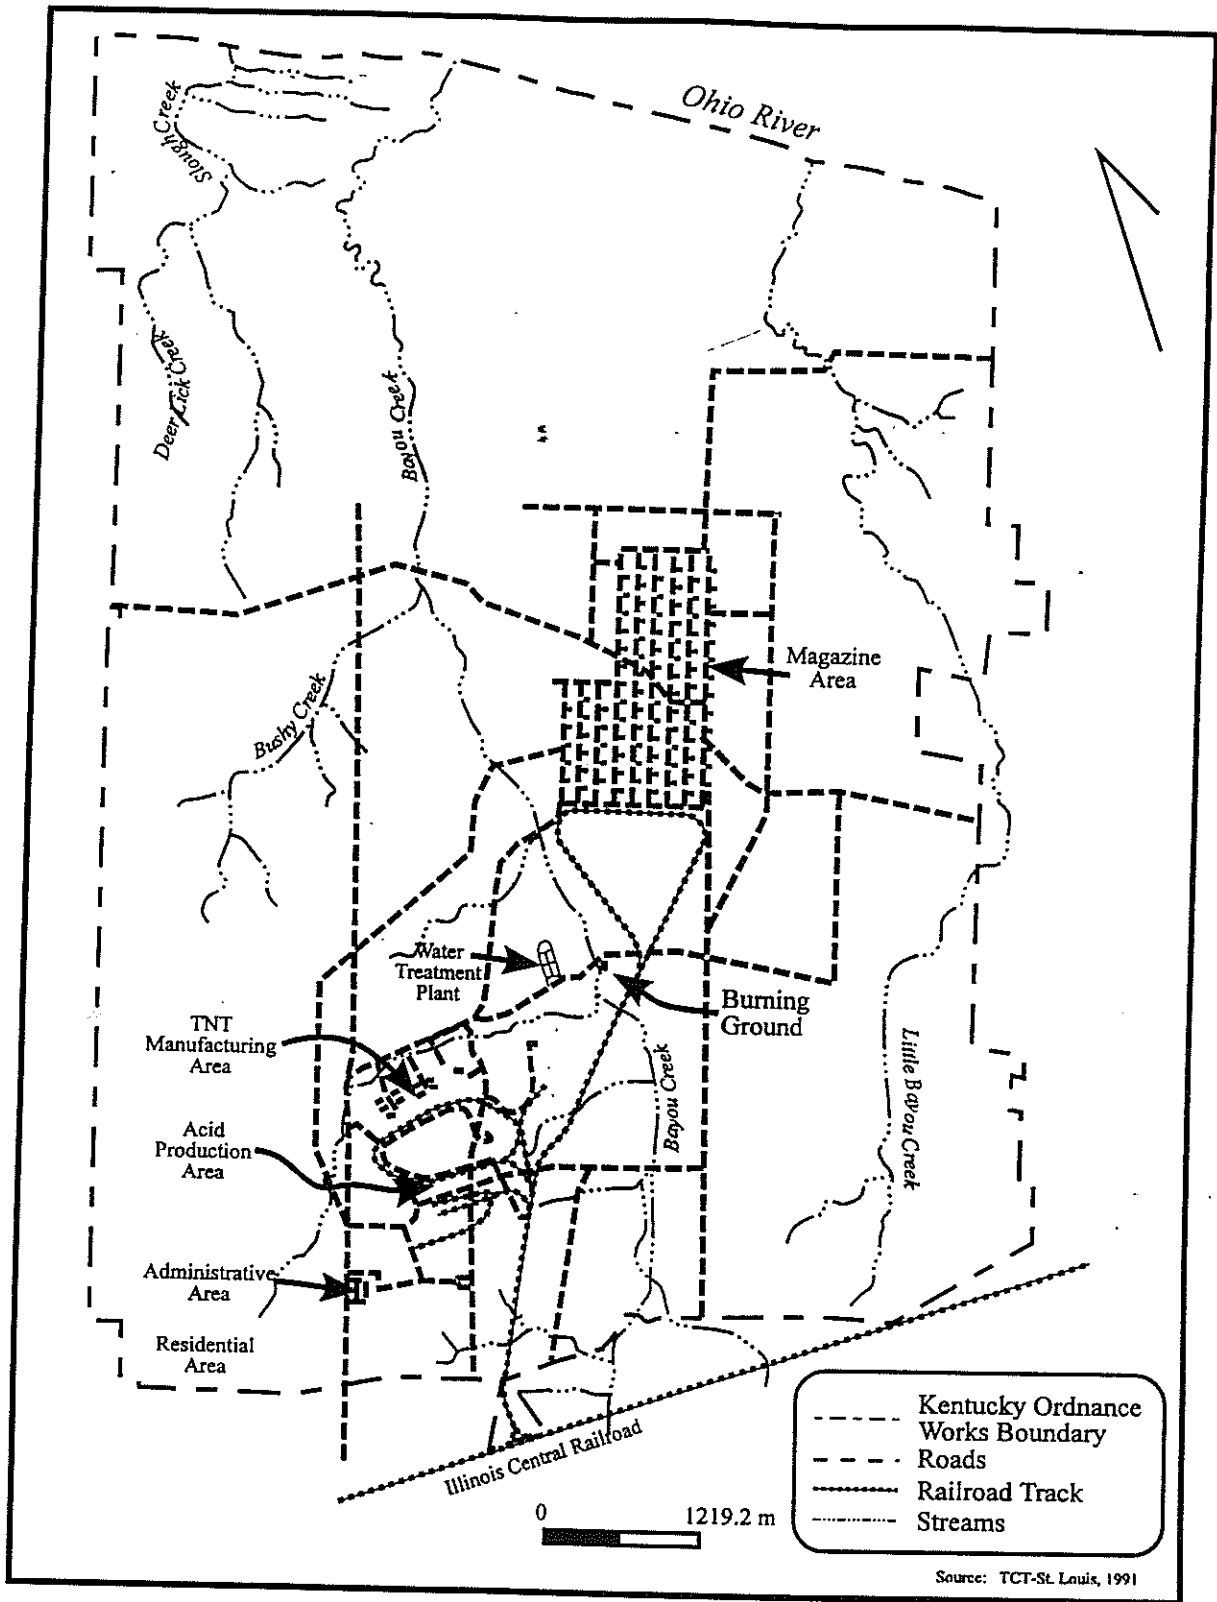 Ohio River
Slough Creek
Deer Lick Creek
Bayou Creek
Magazine
Area
Bushy Creek
Water
Treatment
Plant
Burning
Ground
TNT
Manufacturing
Area
Bayou Creek
Little Bayou Creek
Acid
Production
Area
Administrative
Area
Residential
Area
Illinois Central Railroad
Kentucky Ordnance
Works Boundary
Roads
Railroad Track
Streams
0 1219.2 m
Source: TCT-St. Louis, 1991